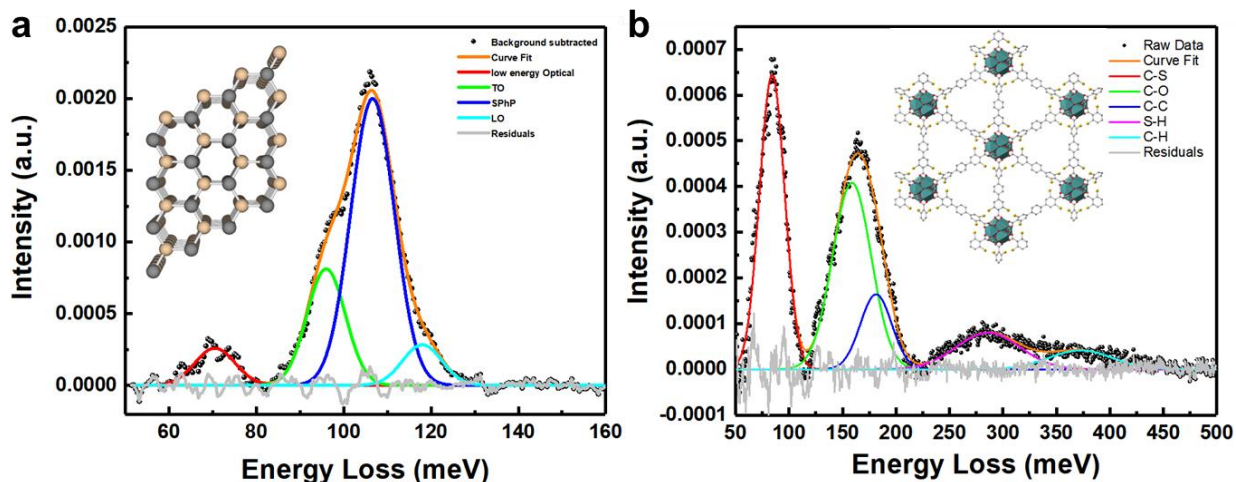 a
0.0025
0.0020
0.0015
0.0010
0.0005
0.0000
Intensity (a.u.)
Background subtracted
Curve Fit
low energy Optical
TO
SPhP
LO
Residuals
60 80 100 120 140 160
Energy Loss (meV)
b
0.0007
0.0006
0.0005
0.0004
0.0003
0.0002
0.0001
0.0000
-0.0001
Intensity (a.u.)
Raw Data
Curve Fit
C-S
C-O
C-C
S-H
C-H
Residuals
50 100 150 200 250 300 350 400 450 500
Energy Loss (meV)